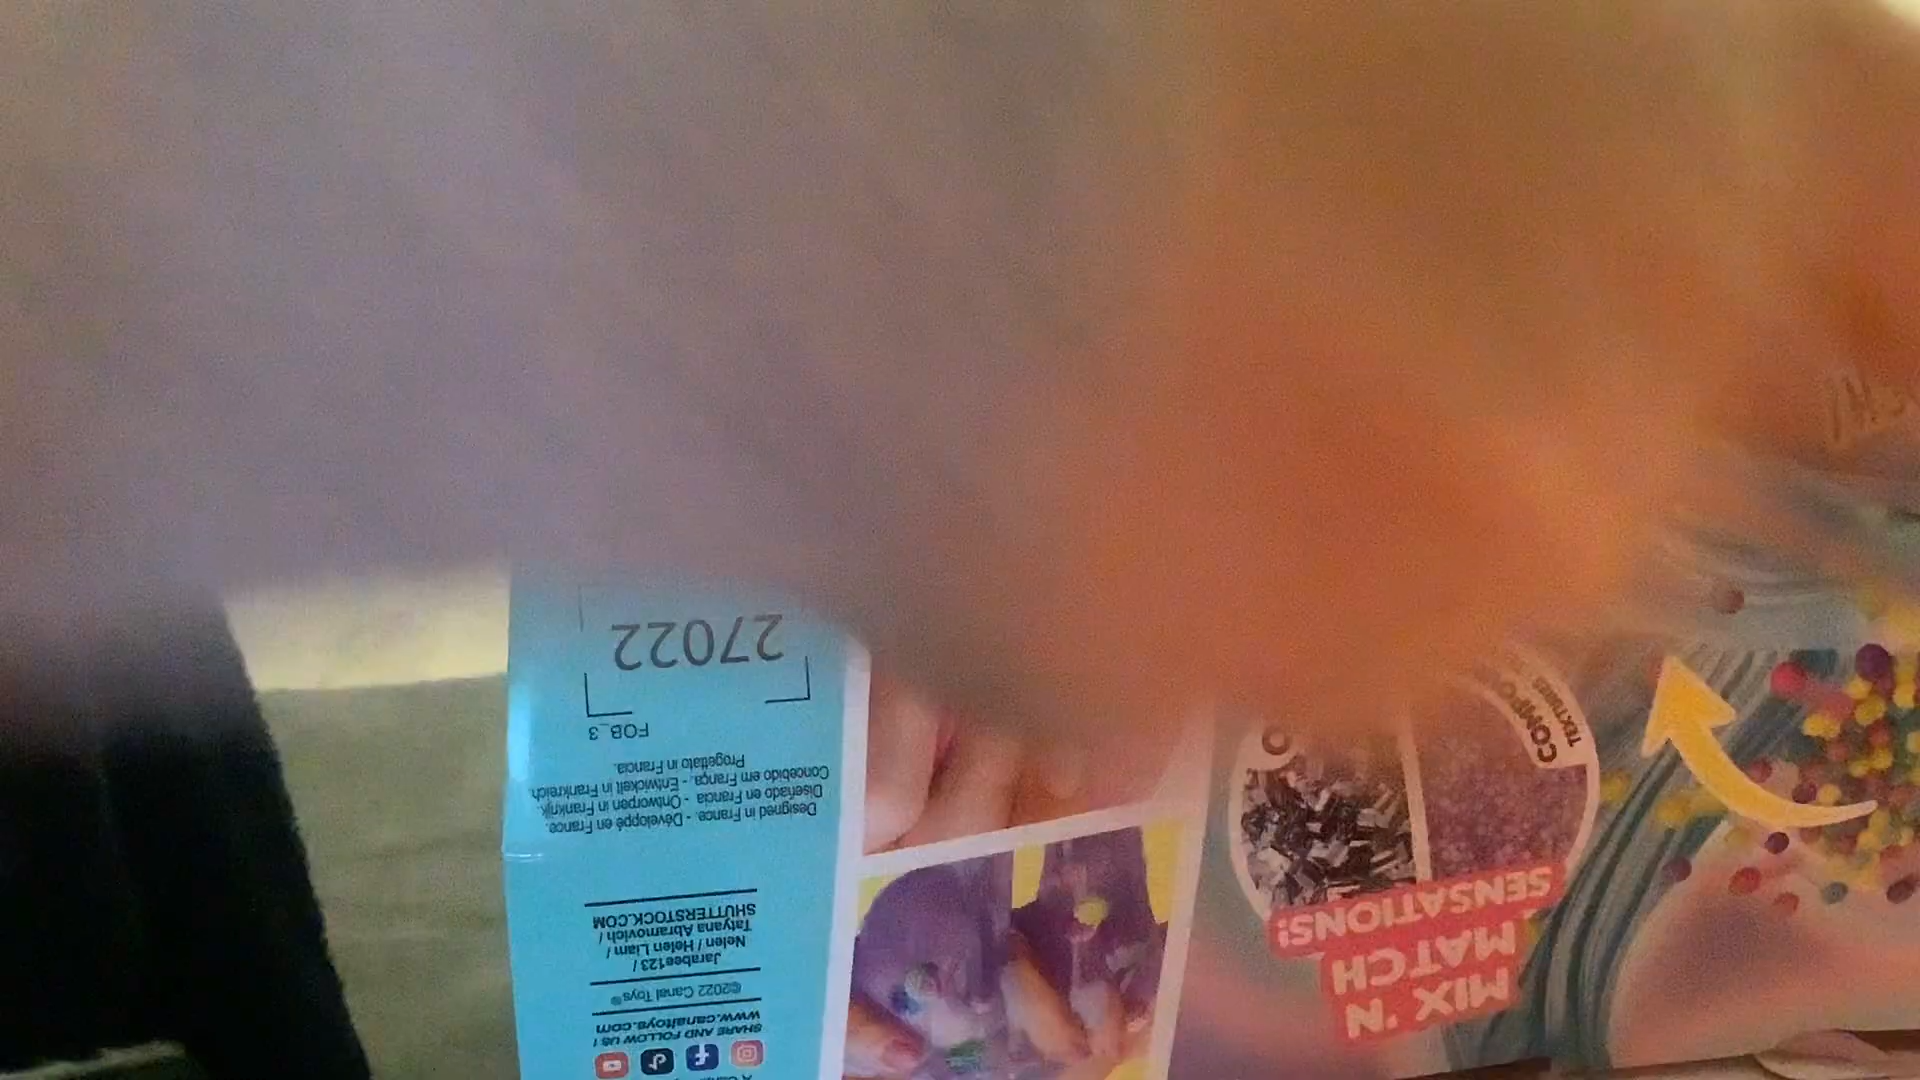 A
SHARE AND FOLLOW US !
www.canaltoys.com
©2022 Canal Toys®
Jarabee123 /
Nelen / Helen Liam /
Tatyana Abramovich /
SHUTTERSTOCK.COM
Designed in France. - Développé en France.
Diseñado en Francia - Ontworpen in Frankrijk.
Concebido em França. - Entwickelt in Frankreich.
Progettato in Francia.
FOB_3
27022
MIX 'N
MATCH
SENSATIONS!
TEXTURES